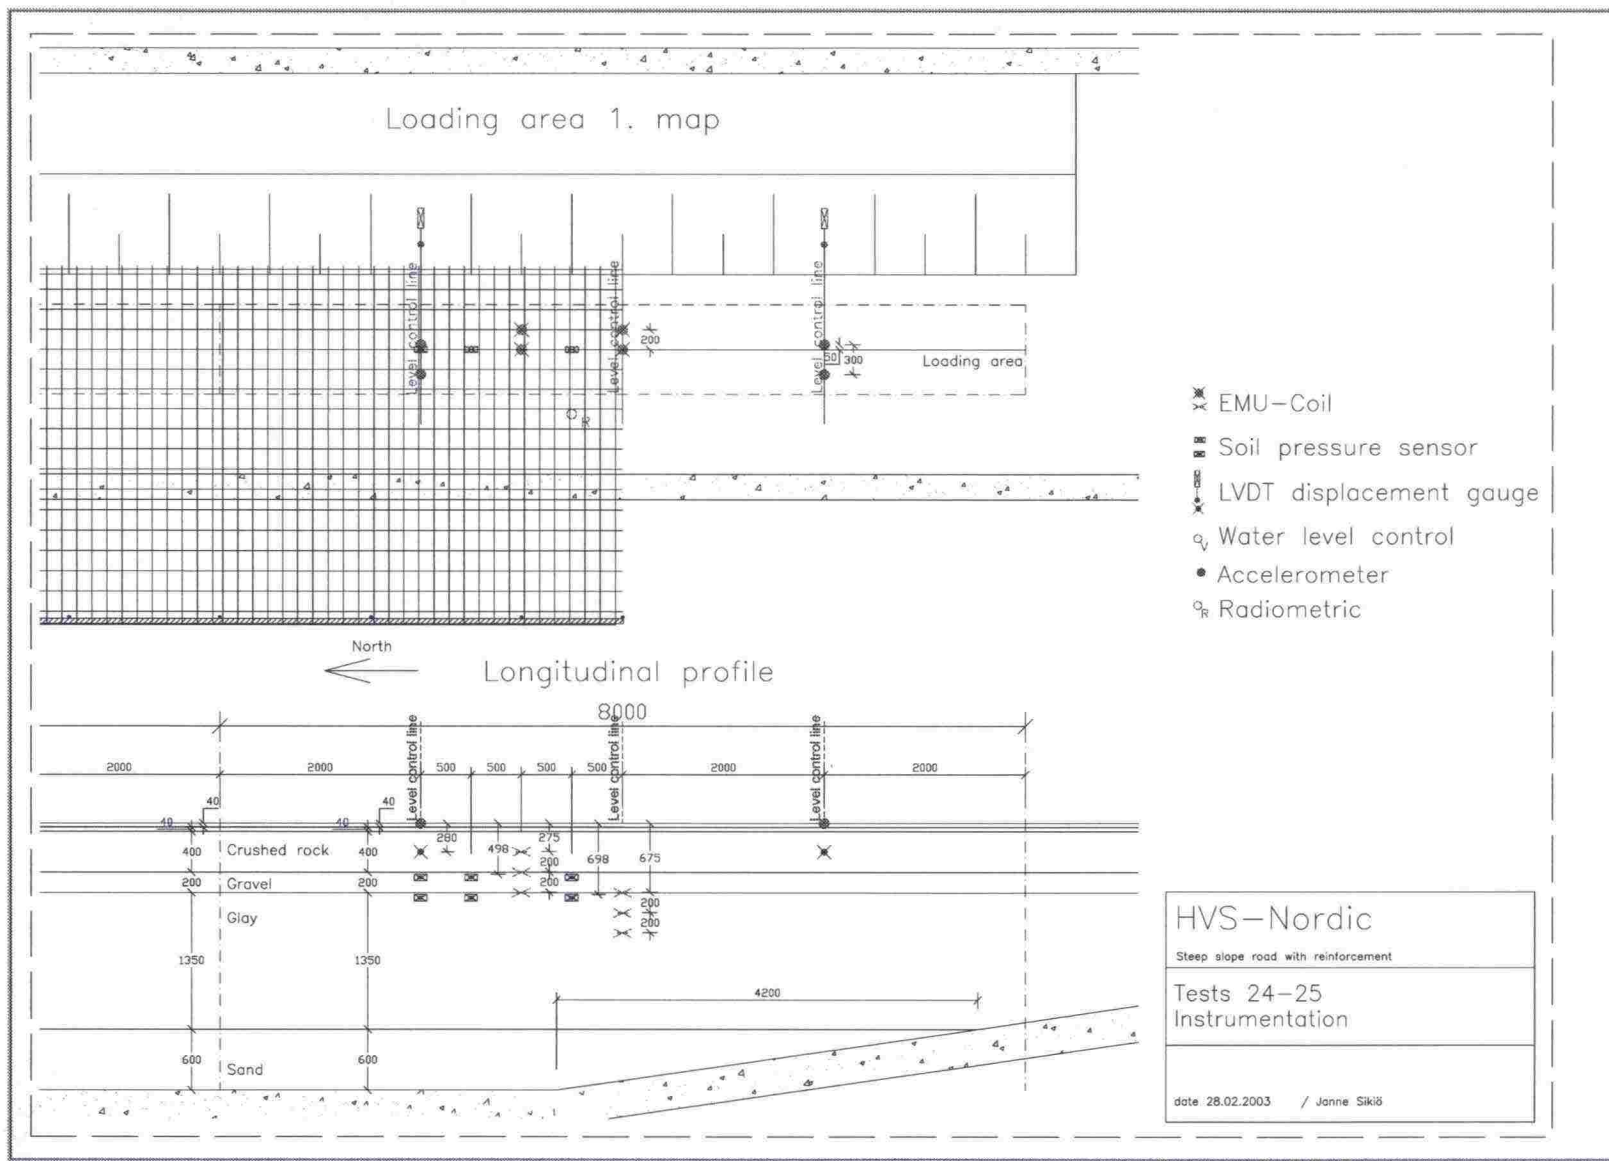 Loading area 1. map
Level control line
Level control line
Level control line
200
50
300
Loading area
R
EMU-Coil
Soil pressure sensor
LVDT displacement gauge
V Water level control
Accelerometer
R Radiometric
North
Longitudinal profile
8000
Level control line
Level control line
Level control line
2000
2000
500
500
500
500
2000
2000
40
40
40
40
400
Crushed rock
400
280
498
275
698
675
200
200
Gravel
200
200
Glay
200
200
1350
1350
4200
600
Sand
600
HVS-Nordic
Steep slope road with reinforcement
Tests 24-25
Instrumentation
date 28.02.2003 / Janne Sikiö